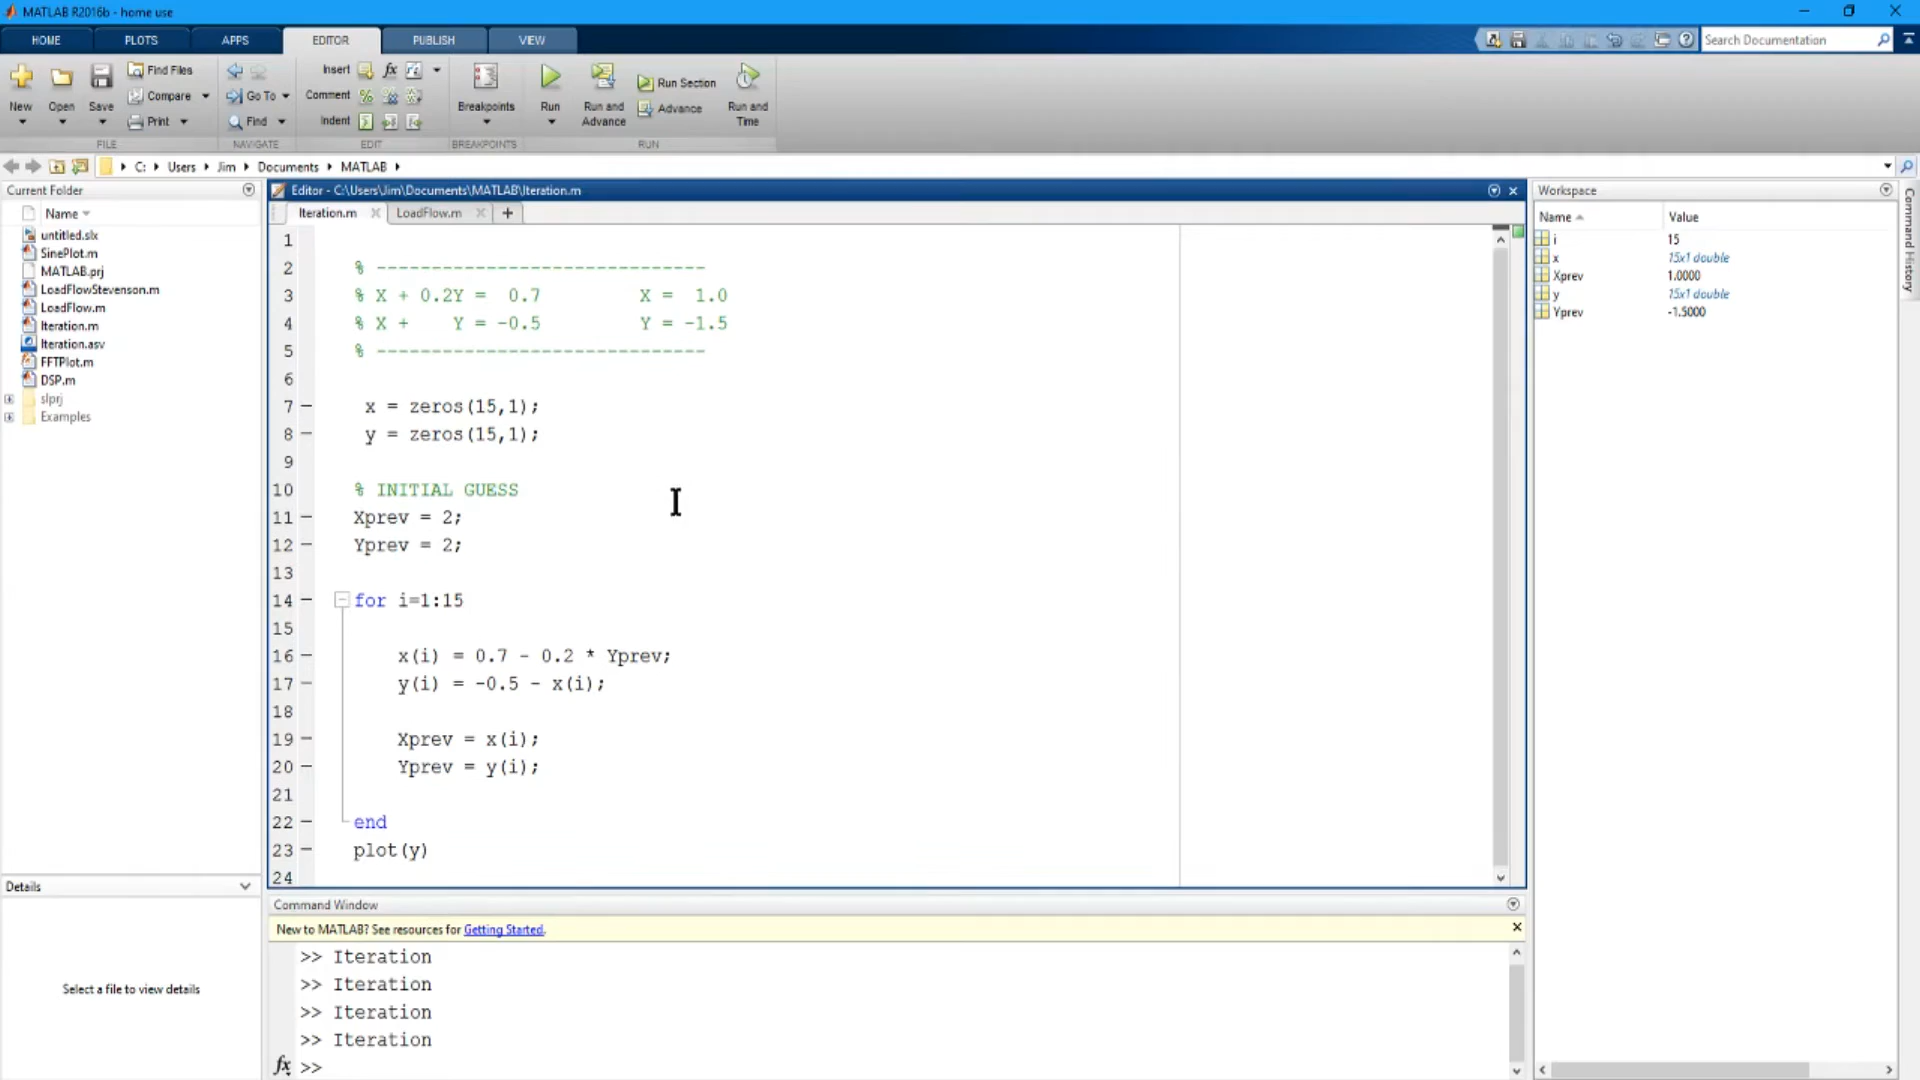 MATLAB R2016b - home use
HOME PLOTS APPS EDITOR PUBLISH VIEW
Search Documentation
New Open Save
Find Files
Compare
Print
FILE
Go To
Find
NAVIGATE
Insert fx
Comment
Indent
EDIT
Breakpoints
BREAKPOINTS
Run
Run and Advance
Run Section
Advance
Run and Time
RUN
C: Users Jim Documents MATLAB
Current Folder
Name
untitled.slx
SinePlot.m
MATLAB.prj
LoadFlowStevenson.m
LoadFlow.m
Iteration.m
Iteration.asv
FFTPlot.m
DSP.m
slprj
Examples
Details
Select a file to view details
Editor - C:\Users\Jim\Documents\MATLAB\Iteration.m
Iteration.m LoadFlow.m
1
2 % ------------------------------
3 % X + 0.2Y =  0.7         X =  1.0
4 % X +    Y = -0.5         Y = -1.5
5 % ------------------------------
6
7 – x = zeros(15,1);
8 – y = zeros(15,1);
9
10 % INITIAL GUESS
11 – Xprev = 2;
12 – Yprev = 2;
13
14 – for i=1:15
15
16 – x(i) = 0.7 - 0.2 * Yprev;
17 – y(i) = -0.5 - x(i);
18
19 – Xprev = x(i);
20 – Yprev = y(i);
21
22 – end
23 – plot(y)
24
Command Window
New to MATLAB? See resources for Getting Started.
>> Iteration
>> Iteration
>> Iteration
>> Iteration
fx >>
Workspace
Name Value
i 15
x 15x1 double
Xprev 1.0000
y 15x1 double
Yprev -1.5000
Command History